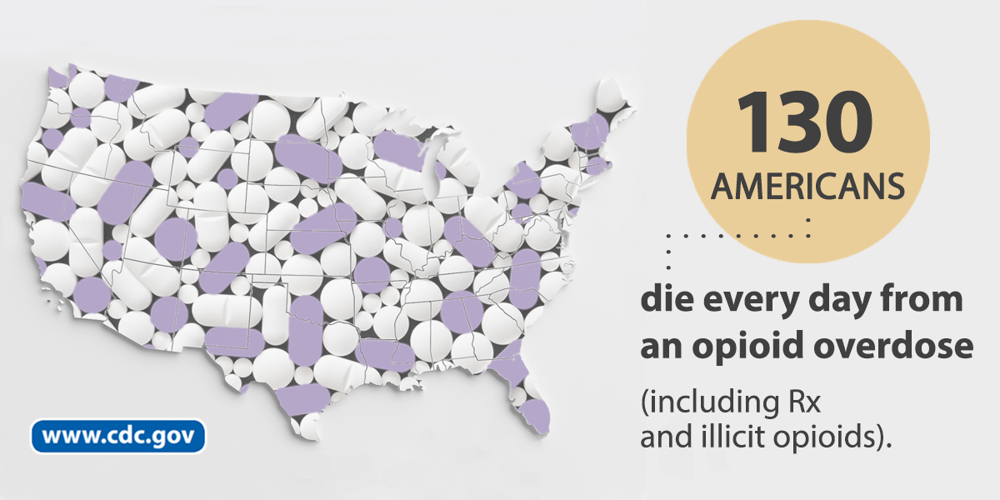 130
AMERICANS
die every day from
an opioid overdose
(including Rx
and illicit opioids).
www.cdc.gov